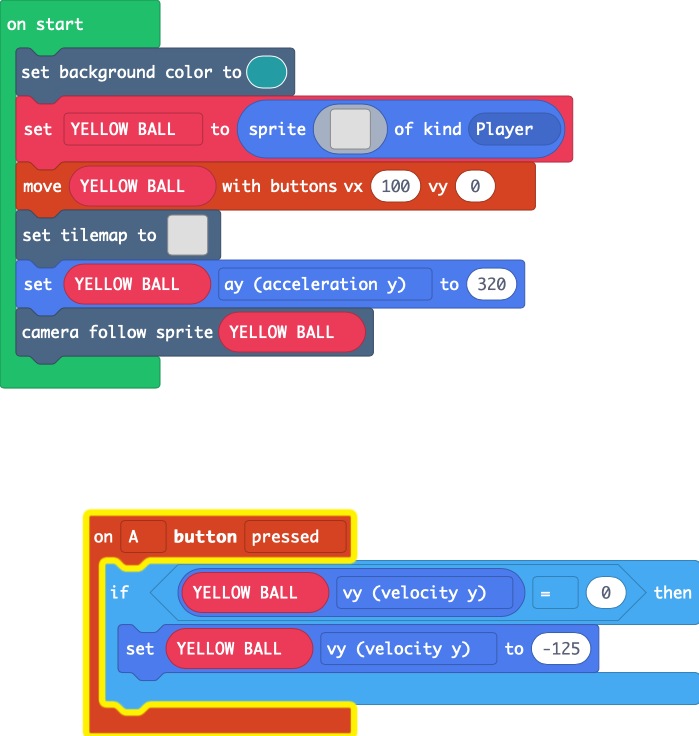 on start
set background color to
set YELLOW BALL to sprite of kind Player
move YELLOW BALL with buttons vx 100 vy 0
set tilemap to
set YELLOW BALL ay (acceleration y) to 320
camera follow sprite YELLOW BALL
on A button pressed
if YELLOW BALL vy (velocity y) = 0 then
set YELLOW BALL vy (velocity y) to -125